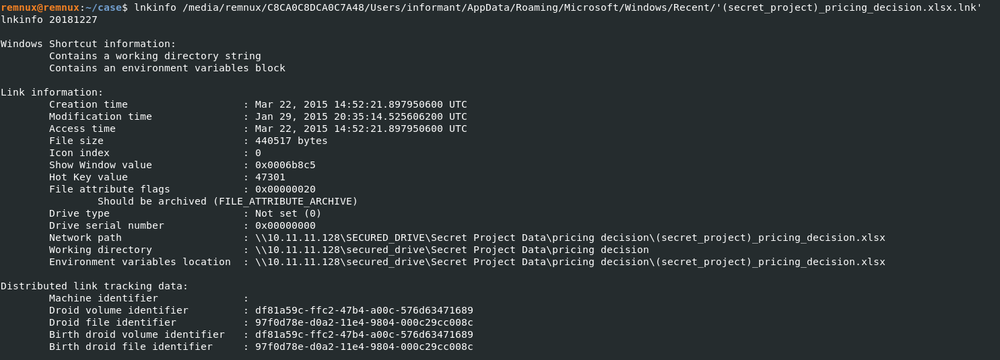 remnux@remnux:~/case$ lnkinfo /media/remnux/C8CA0C8DCA0C7A48/Users/informant/AppData/Roaming/Microsoft/Windows/Recent/'(secret_project)_pricing_decision.xlsx.lnk'
lnkinfo 20181227
Windows Shortcut information:
Contains a working directory string
Contains an environment variables block
Link information:
Creation time : Mar 22, 2015 14:52:21.897950600 UTC
Modification time : Jan 29, 2015 20:35:14.525606200 UTC
Access time : Mar 22, 2015 14:52:21.897950600 UTC
File size : 440517 bytes
Icon index : 0
Show Window value : 0x0006b8c5
Hot Key value : 47301
File attribute flags : 0x00000020
Should be archived (FILE_ATTRIBUTE_ARCHIVE)
Drive type : Not set (0)
Drive serial number : 0x00000000
Network path : \\10.11.11.128\SECURED_DRIVE\Secret Project Data\pricing decision\(secret_project)_pricing_decision.xlsx
Working directory : \\10.11.11.128\secured_drive\Secret Project Data\pricing decision
Environment variables location : \\10.11.11.128\secured_drive\Secret Project Data\pricing decision\(secret_project)_pricing_decision.xlsx
Distributed link tracking data:
Machine identifier :
Droid volume identifier : df81a59c-ffc2-47b4-a00c-576d63471689
Droid file identifier : 97f0d78e-d0a2-11e4-9804-000c29cc008c
Birth droid volume identifier : df81a59c-ffc2-47b4-a00c-576d63471689
Birth droid file identifier : 97f0d78e-d0a2-11e4-9804-000c29cc008c